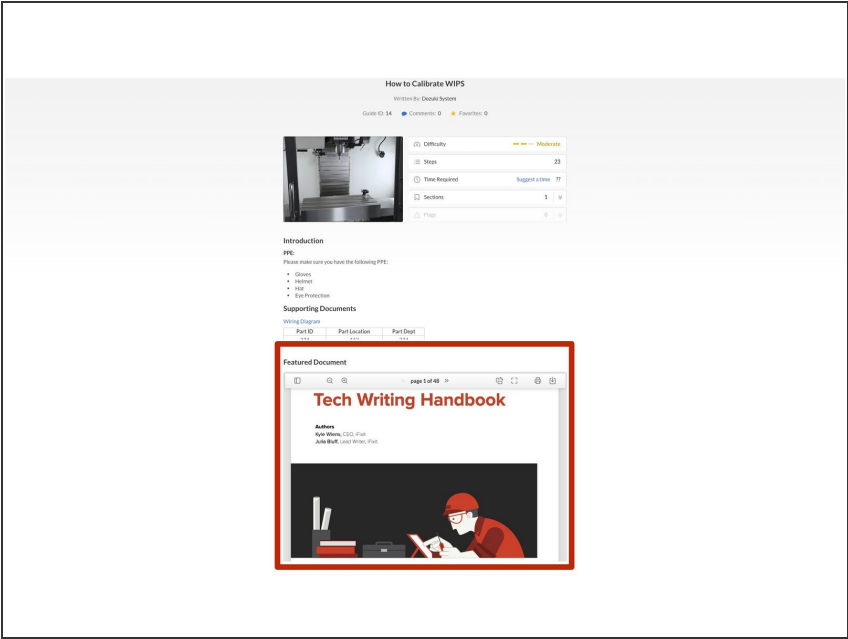 How to Calibrate WIPS
Written By: Dozuki System
Guide ID: 14 Comments: 0 Favorites: 0
Difficulty Moderate
Steps 23
Time Required Suggest a time ??
Sections 1
Flags 0
Introduction
PPE:
Please make sure you have the following PPE:
• Gloves
• Helmet
• Hat
• Eye Protection
Supporting Documents
Wiring Diagram
Part ID Part Location Part Dept
Featured Document
page 1 of 48
Tech Writing Handbook
Authors
Kyle Wiens, CEO, iFixit
Julia Bluff, Lead Writer, iFixit